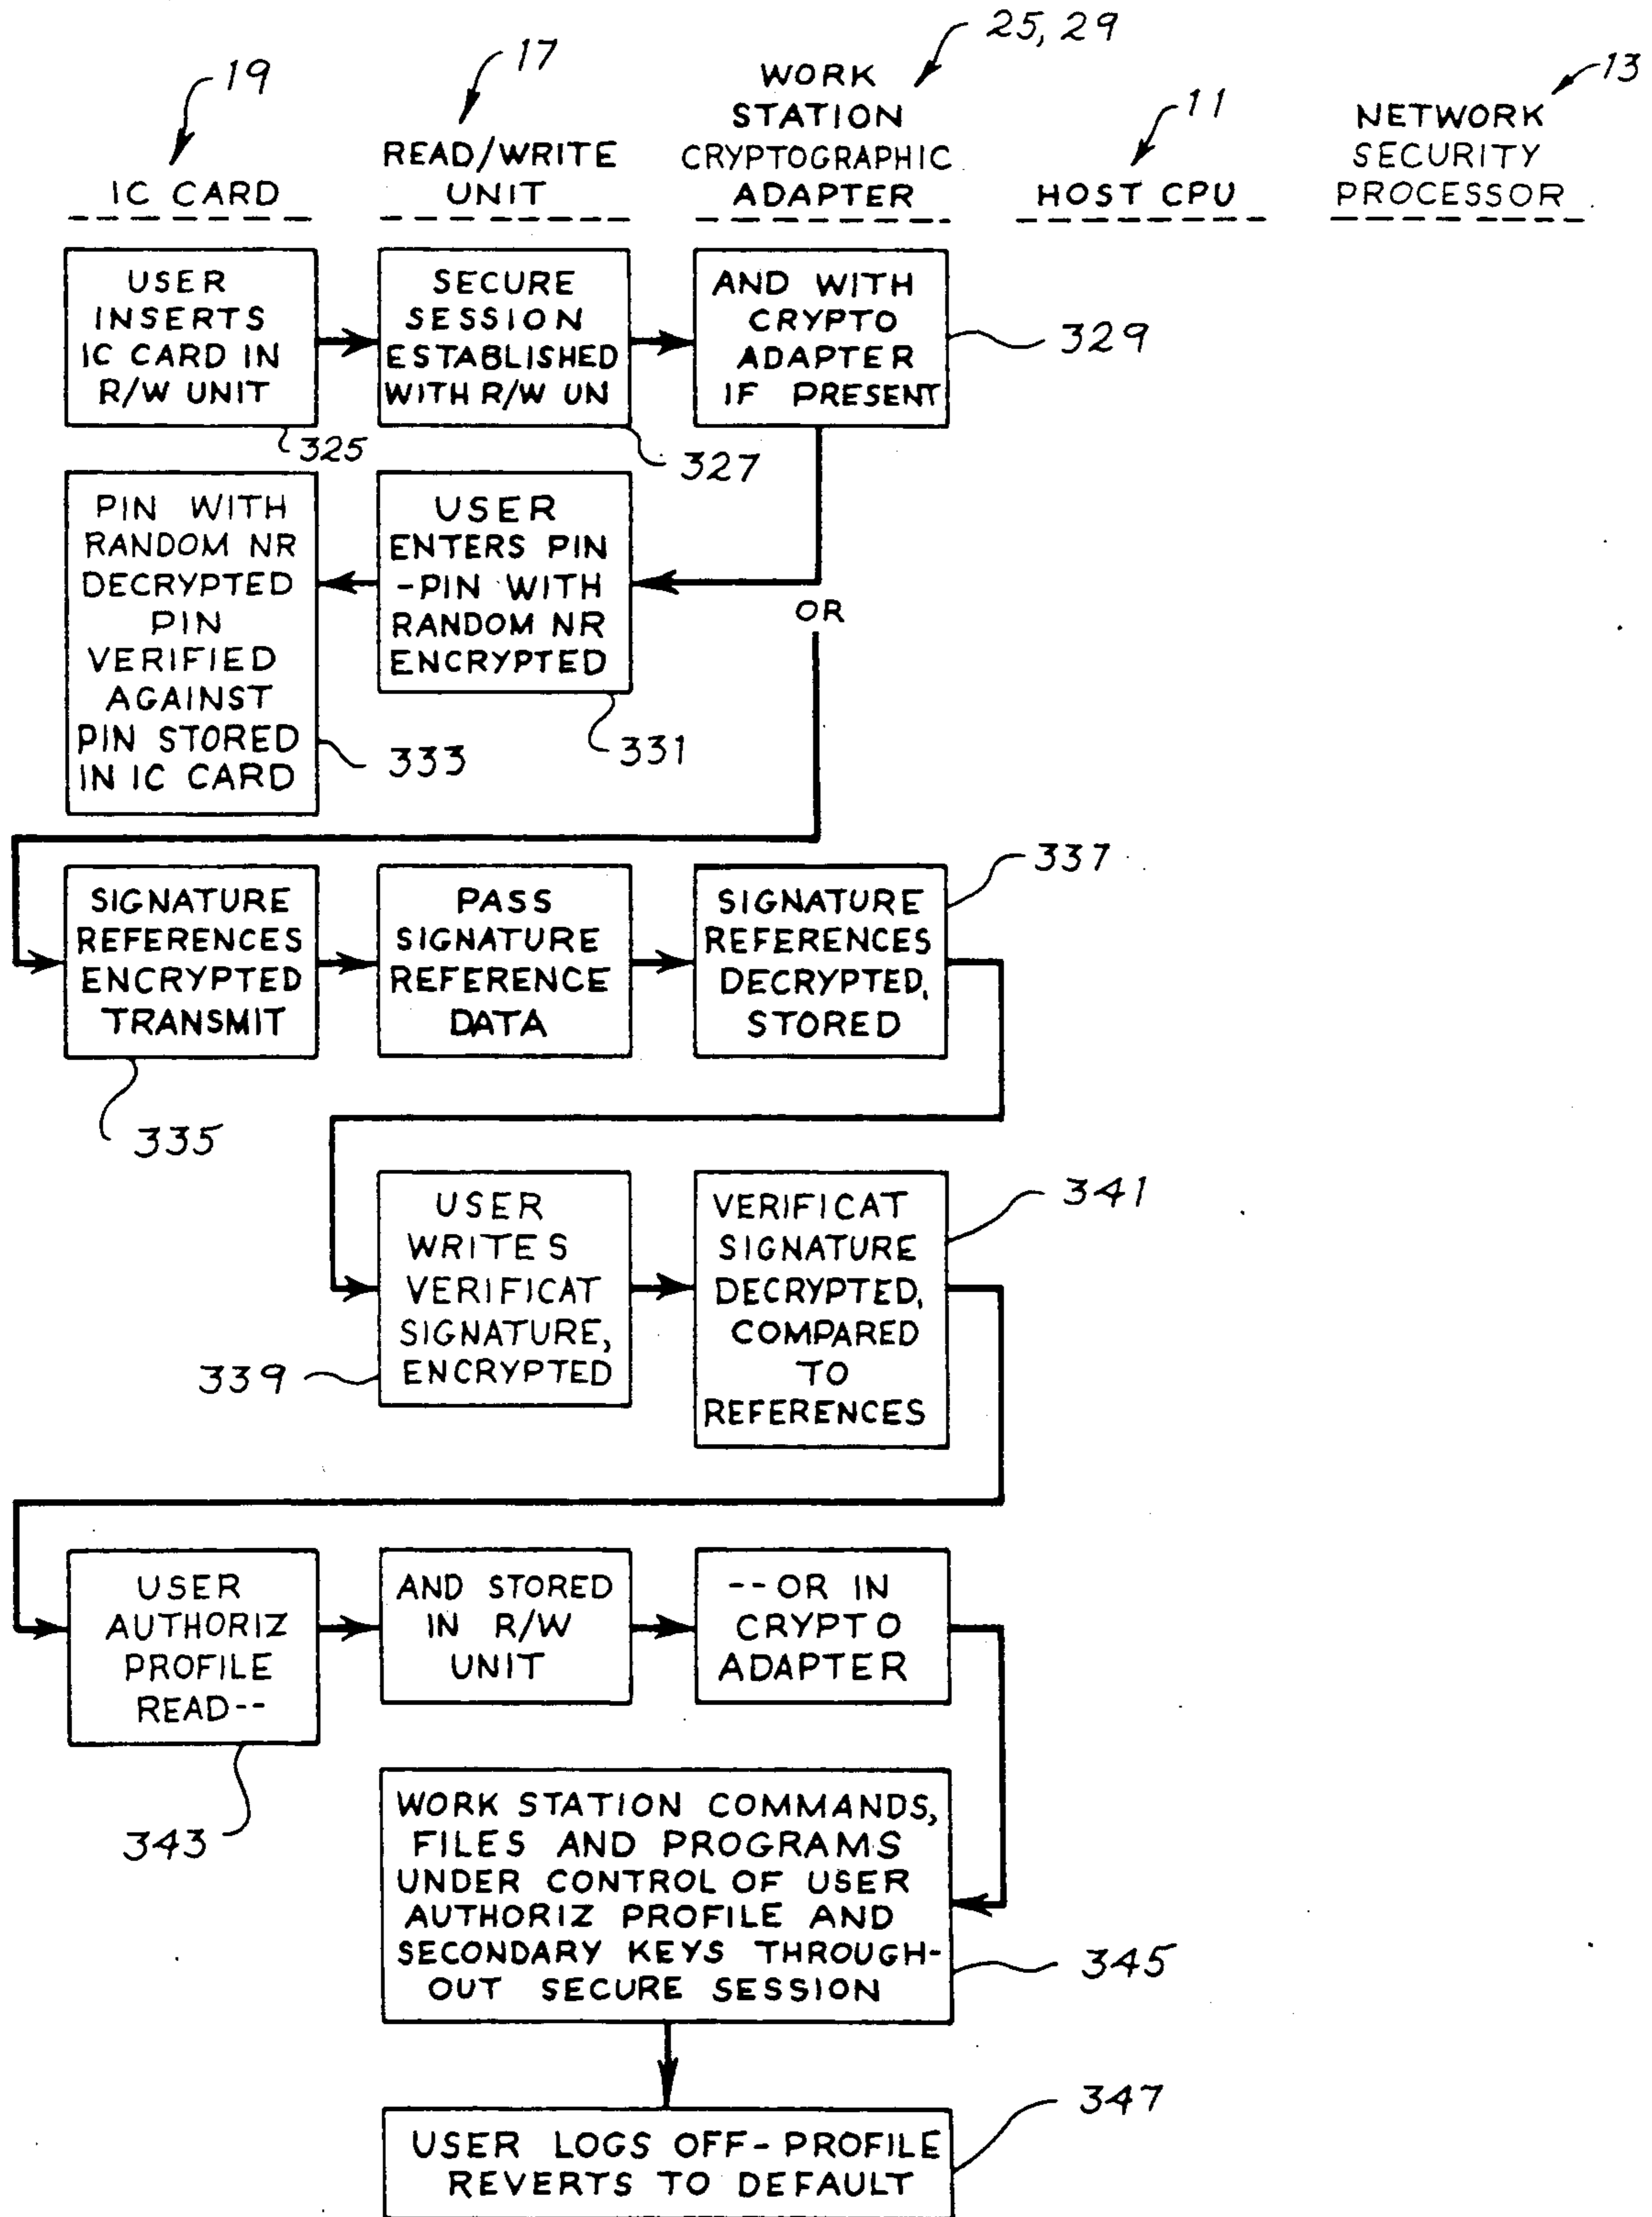 19
17
25, 29
11
13
IC CARD
READ/WRITE
UNIT
WORK
STATION
CRYPTOGRAPHIC
ADAPTER
HOST CPU
NETWORK
SECURITY
PROCESSOR
USER
INSERTS
IC CARD IN
R/W UNIT
325
SECURE
SESSION
ESTABLISHED
WITH R/W UN
327
AND WITH
CRYPTO
ADAPTER
IF PRESENT
329
PIN WITH
RANDOM NR
DECRYPTED
PIN
VERIFIED
AGAINST
PIN STORED
IN IC CARD
333
USER
ENTERS PIN
-PIN WITH
RANDOM NR
ENCRYPTED
331
OR
SIGNATURE
REFERENCES
ENCRYPTED
TRANSMIT
335
PASS
SIGNATURE
REFERENCE
DATA
SIGNATURE
REFERENCES
DECRYPTED,
STORED
337
USER
WRITES
VERIFICAT
SIGNATURE,
ENCRYPTED
339
VERIFICAT
SIGNATURE
DECRYPTED,
COMPARED
TO
REFERENCES
341
USER
AUTHORIZ
PROFILE
READ--
343
AND STORED
IN R/W
UNIT
--OR IN
CRYPTO
ADAPTER
WORK STATION COMMANDS,
FILES AND PROGRAMS
UNDER CONTROL OF USER
AUTHORIZ PROFILE AND
SECONDARY KEYS THROUGH-
OUT SECURE SESSION
345
USER LOGS OFF-PROFILE
REVERTS TO DEFAULT
347